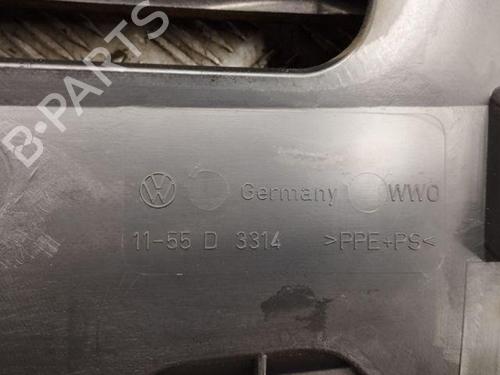 B-PARTS
Germany WWO
11-55 D 3314 >PPE+PS<